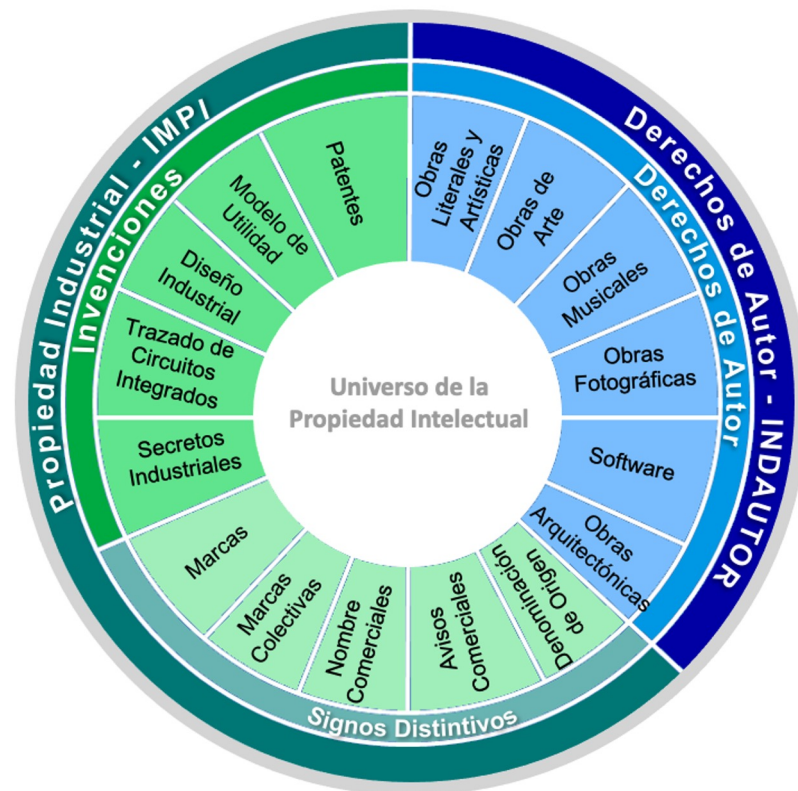 Universo de la
Propiedad Intelectual
Propiedad Industrial - IMPI
Invenciones
Patentes
Modelo de
Utilidad
Diseño
Industrial
Trazado de
Circuitos
Integrados
Secretos
Industriales
Signos Distintivos
Marcas
Marcas
Colectivas
Nombre
Comerciales
Avisos
Comerciales
Denominación
de Origen
Derechos de Autor - INDAUTOR
Derechos de Autor
Obras
Literales y
Artísticas
Obras de
Arte
Obras
Musicales
Obras
Fotográficas
Software
Obras
Arquitectónicas